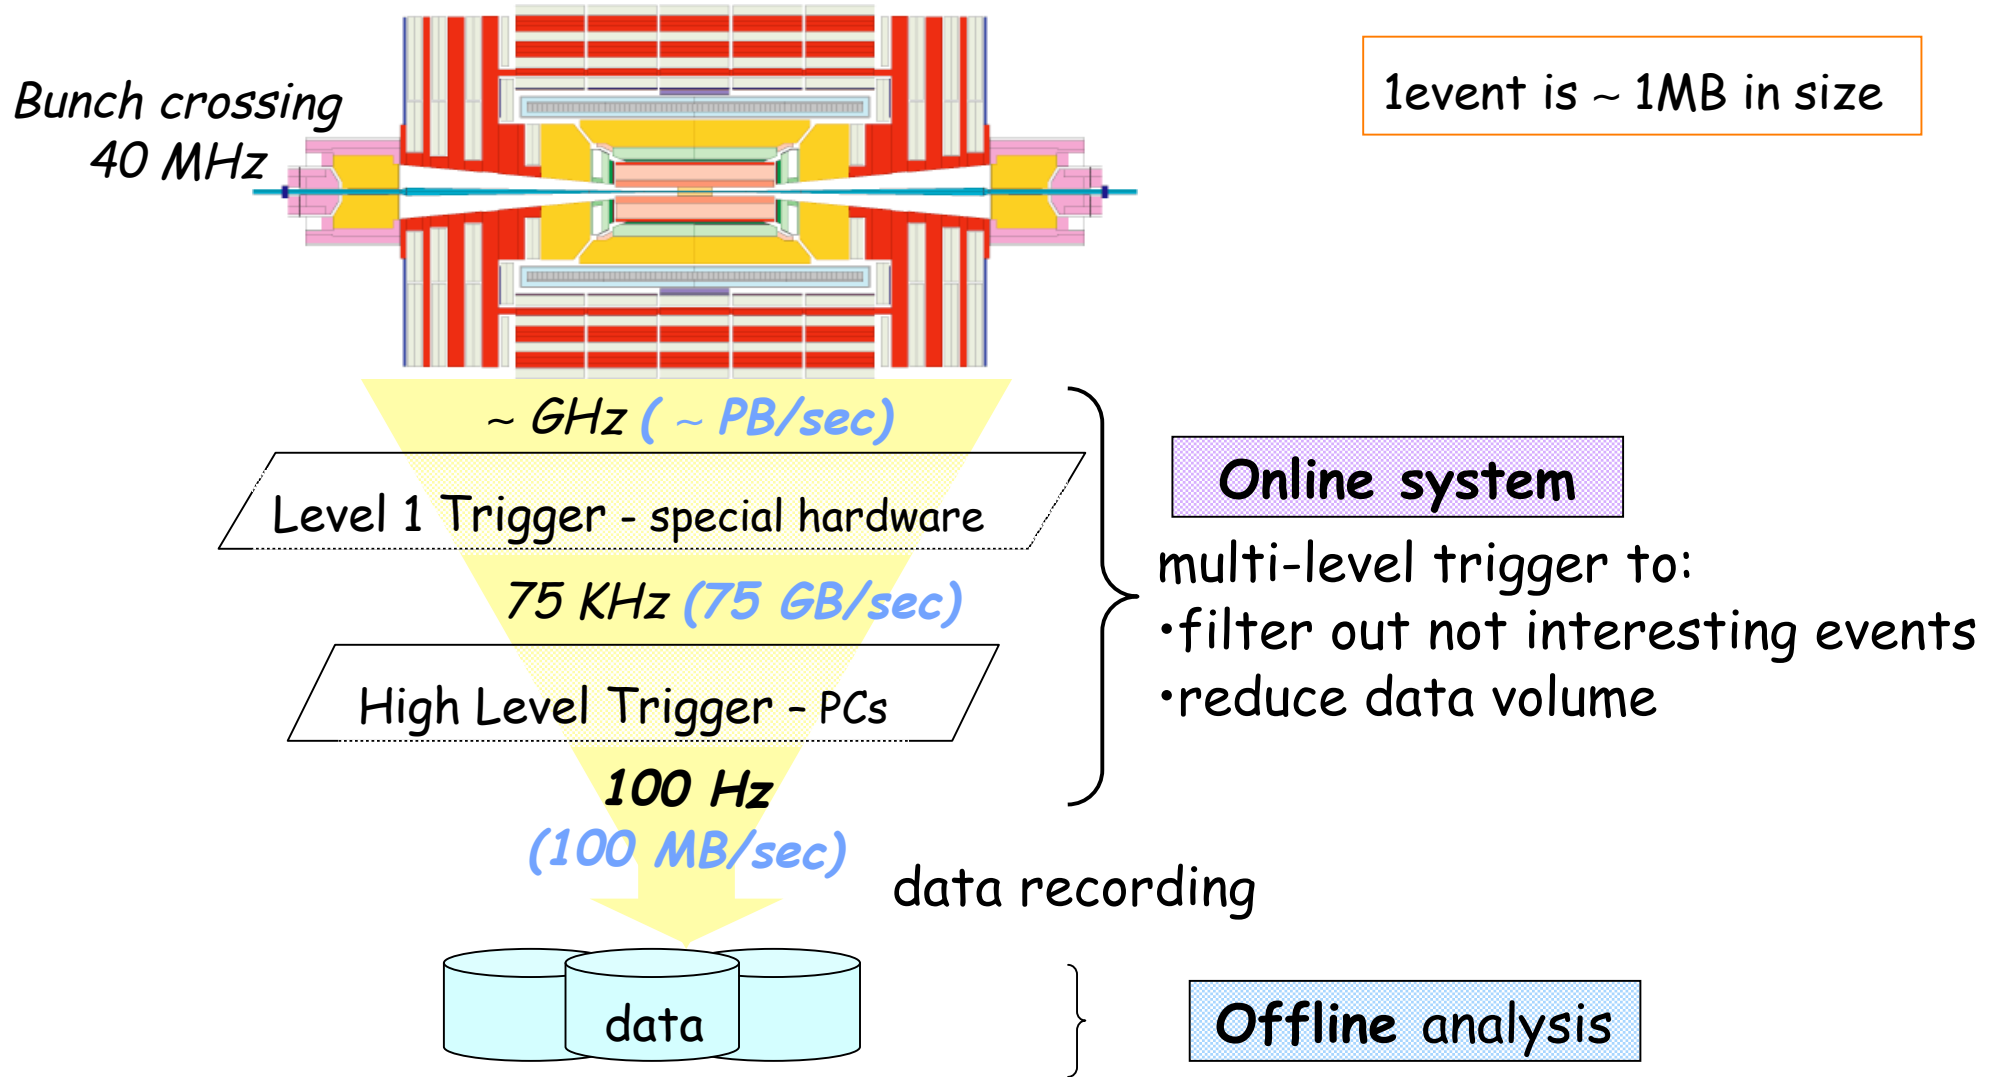 Bunch crossing
40 MHz
1event is ~ 1MB in size
~ GHz ( ~ PB/sec)
Level 1 Trigger - special hardware
75 KHz (75 GB/sec)
High Level Trigger – PCs
100 Hz
(100 MB/sec)
Online system
multi-level trigger to:
•filter out not interesting events
•reduce data volume
data recording
data
Offline analysis